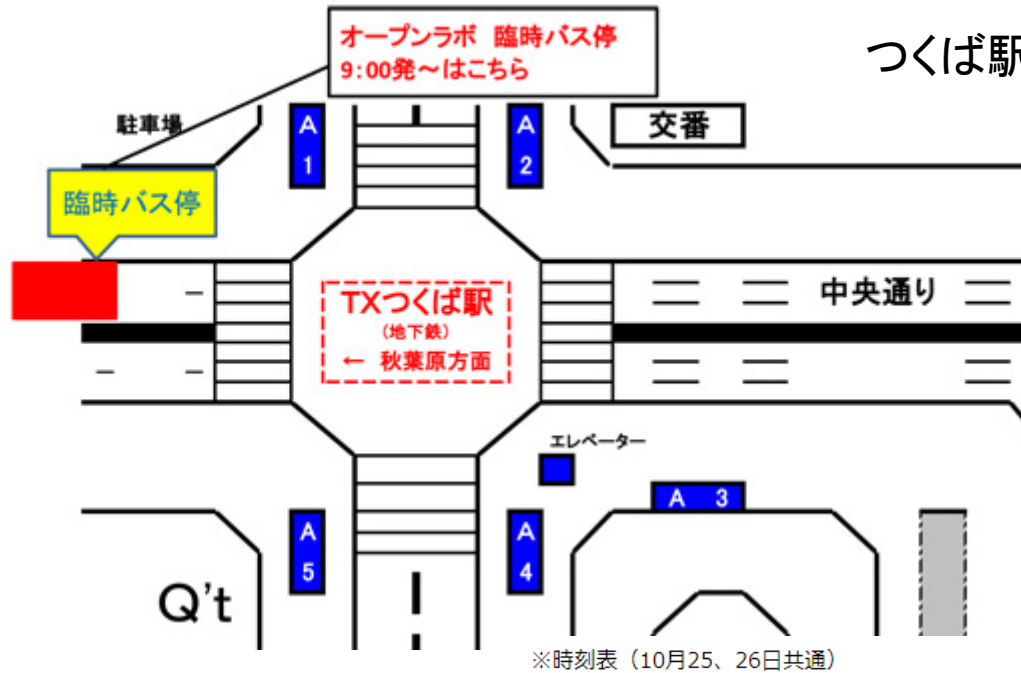 オープンラボ 臨時バス停
9:00発～はこちら
つくば駅
駐車場
A
1
A
2
交番
臨時バス停
TXつくば駅
(地下鉄)
← 秋葉原方面
中央通り
エレベーター
A 3
A
5
A
4
Q't
※時刻表（10月25、26日共通）